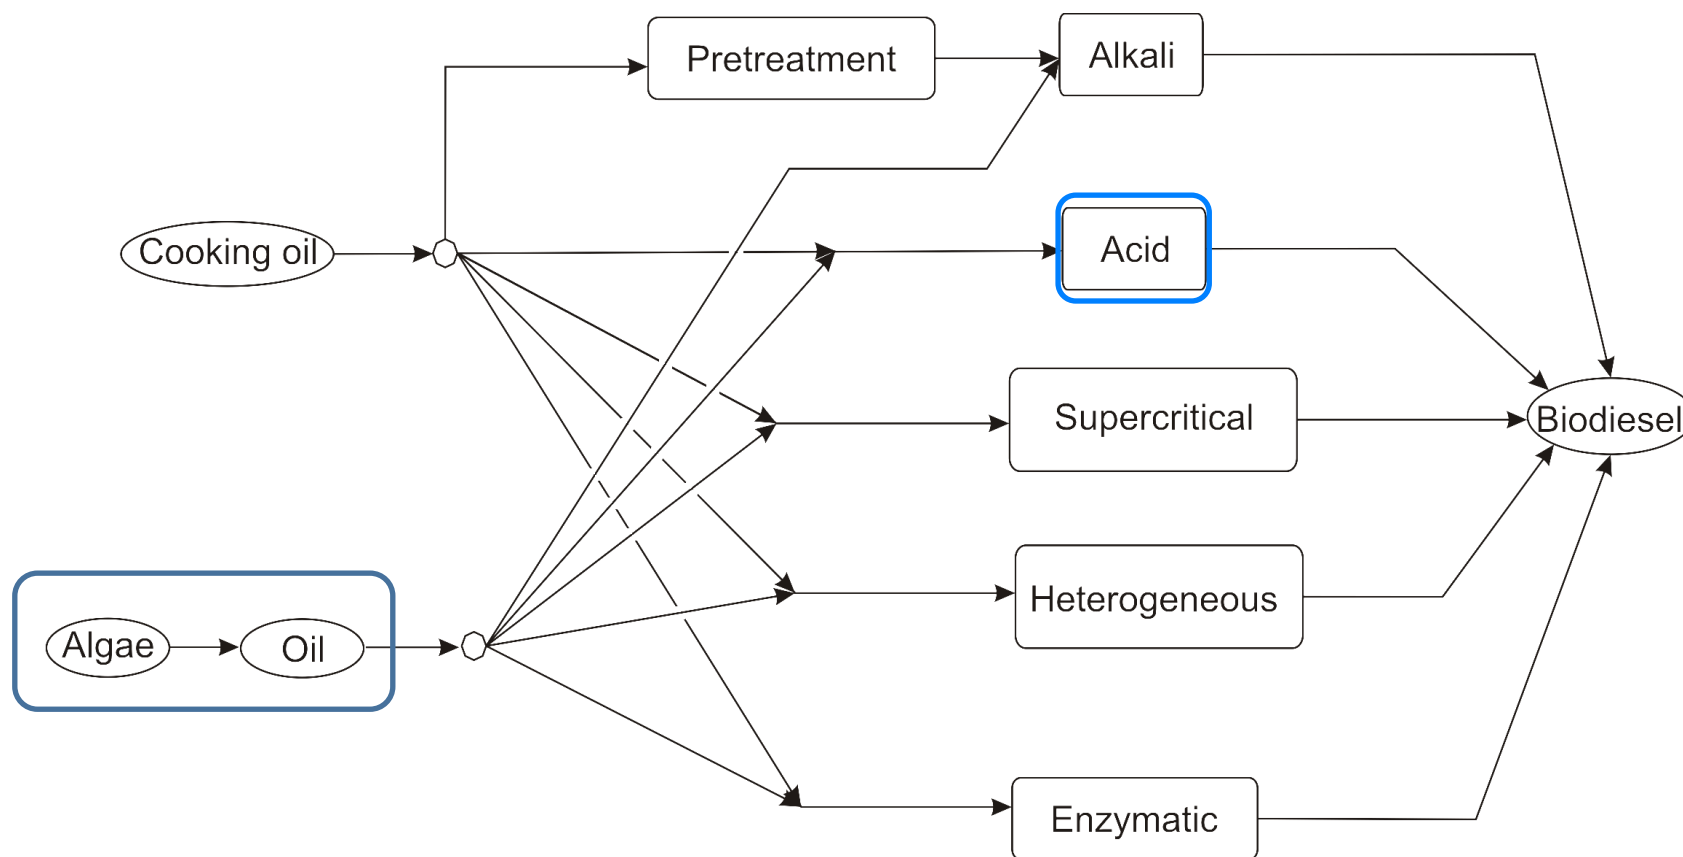 Pretreatment
Alkali
Cooking oil
Acid
Supercritical
Biodiesel
Heterogeneous
Algae
Oil
Enzymatic